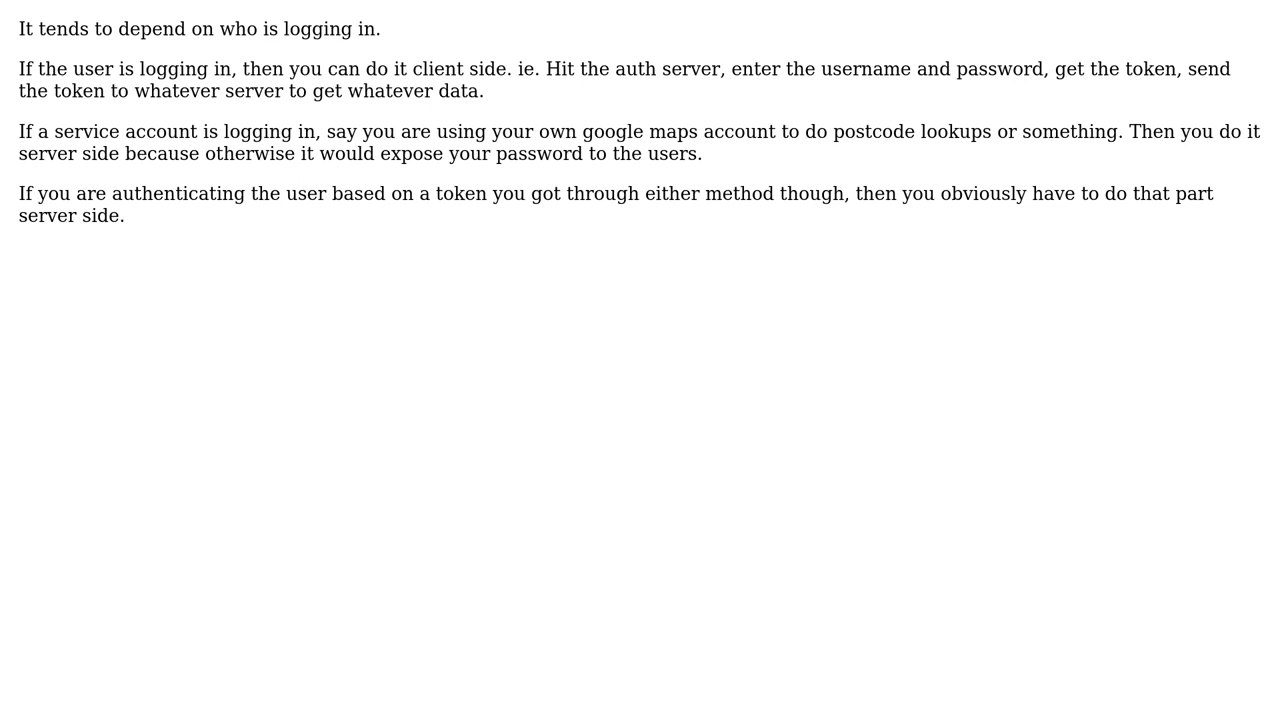 It tends to depend on who is logging in.
If the user is logging in, then you can do it client side. ie. Hit the auth server, enter the username and password, get the token, send
the token to whatever server to get whatever data.
If a service account is logging in, say you are using your own google maps account to do postcode lookups or something. Then you do it
server side because otherwise it would expose your password to the users.
If you are authenticating the user based on a token you got through either method though, then you obviously have to do that part
server side.